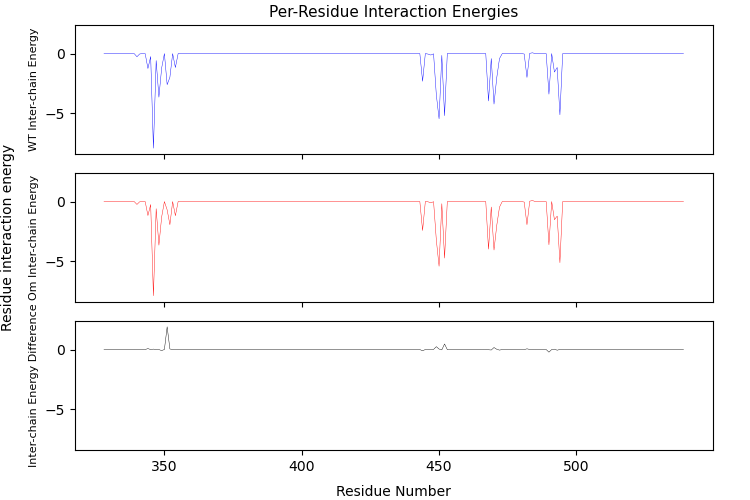 Per-Residue Interaction Energies
Residue interaction energy
WT Inter-chain Energy
0
−5
Om Inter-chain Energy
0
−5
Inter-chain Energy Difference
0
−5
350
400
450
500
Residue Number